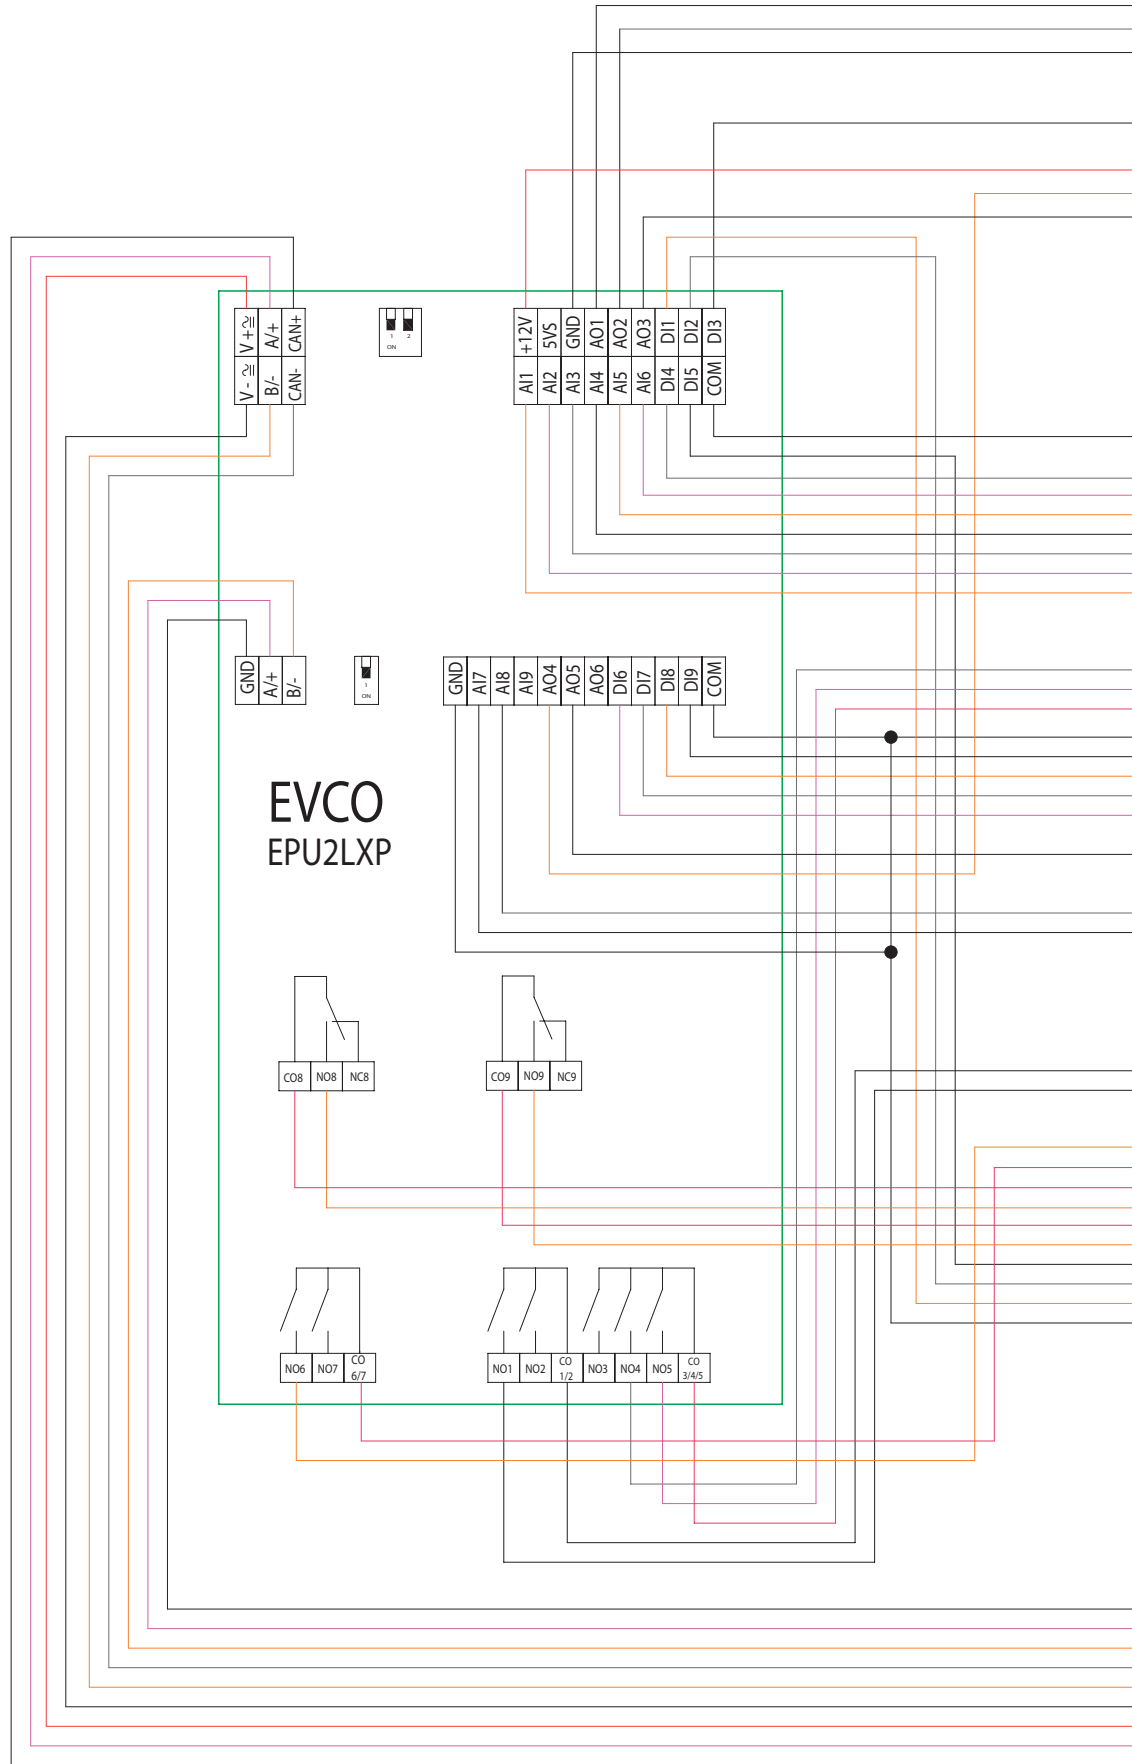 V +≂ A/+ CAN+
V - ≂ B/- CAN-
1 2
ON
+12V 5VS GND AO1 AO2 AO3 DI1 DI2 DI3
AI1 AI2 AI3 AI4 AI5 AI6 DI4 DI5 COM
GND A/+ B/-
1
ON
GND AI7 AI8 AI9 AO4 AO5 AO6 DI6 DI7 DI8 DI9 COM
EVCO
EPU2LXP
CO8 NO8 NC8
CO9 NO9 NC9
NO6 NO7 CO
6/7
NO1 NO2 CO
1/2
NO3 NO4 NO5 CO
3/4/5